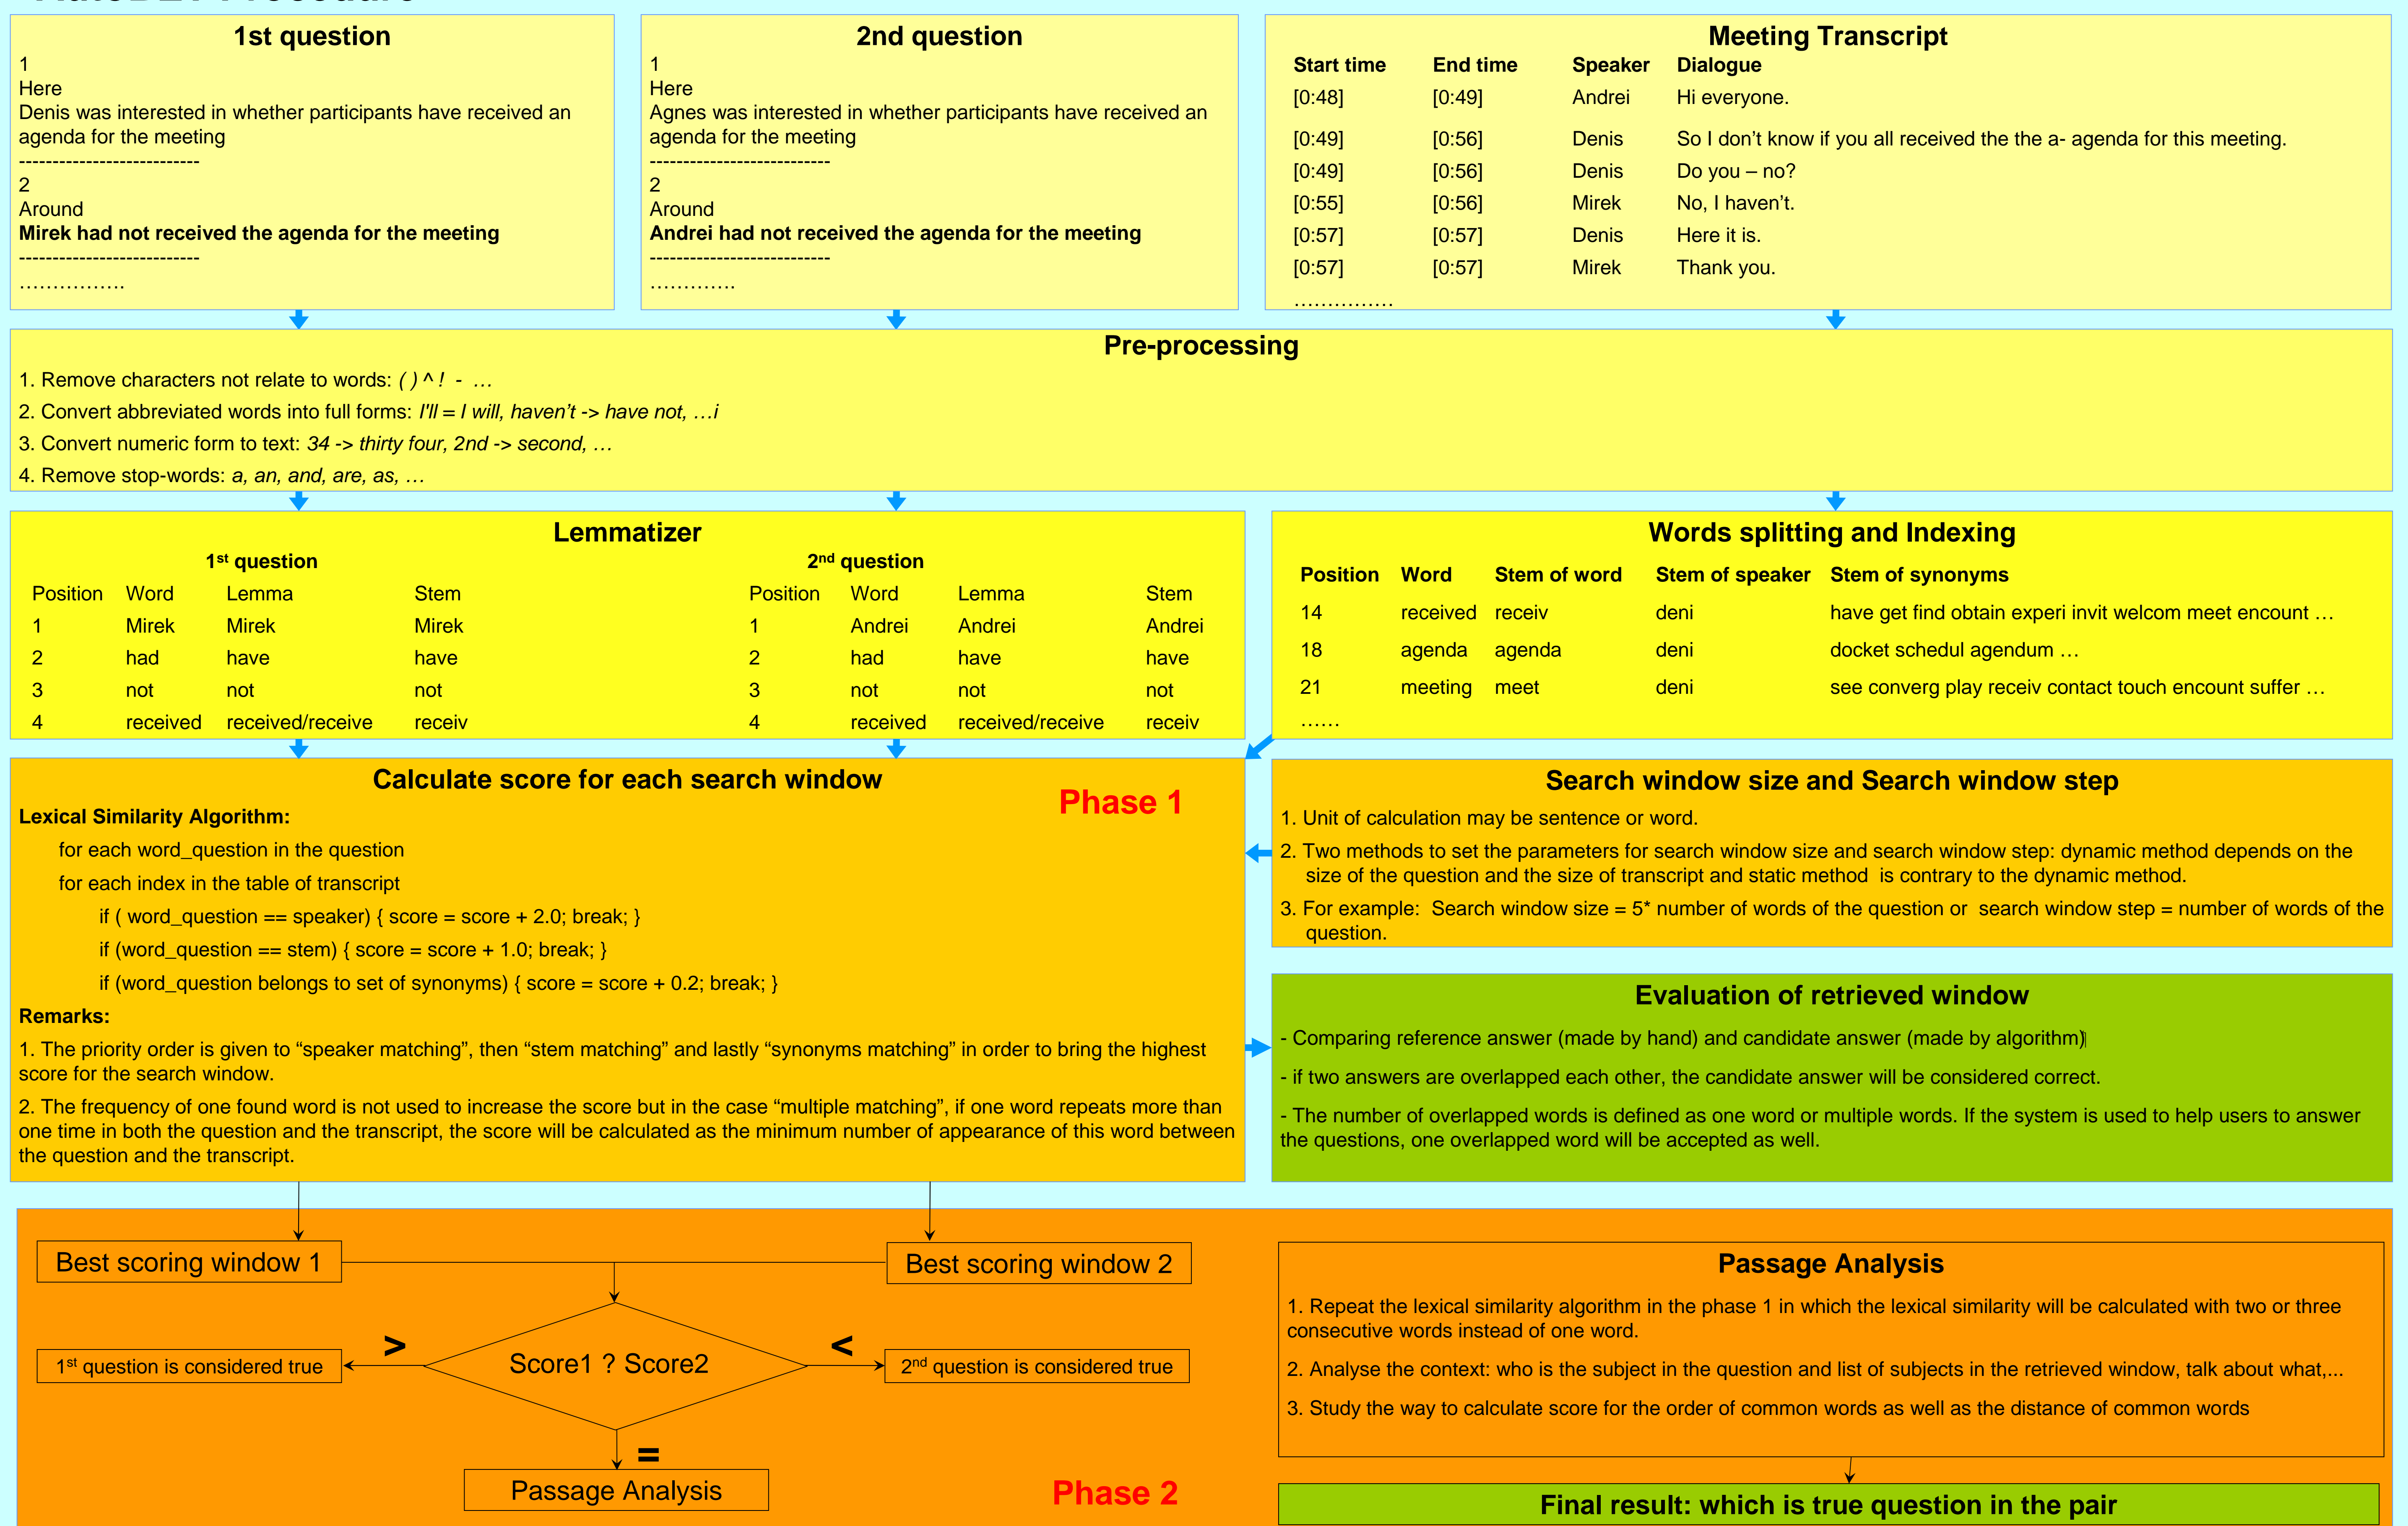 1st question
1
Here
Denis was interested in whether participants have received an
agenda for the meeting
---------------------------
2
Around
Mirek had not received the agenda for the meeting
---------------------------
…………….
2nd question
1
Here
Agnes was interested in whether participants have received an
agenda for the meeting
---------------------------
2
Around
Andrei had not received the agenda for the meeting
---------------------------
………….
Meeting Transcript
Start time End time Speaker Dialogue
[0:48] [0:49] Andrei Hi everyone.
[0:49] [0:56] Denis So I don’t know if you all received the the a- agenda for this meeting.
[0:49] [0:56] Denis Do you – no?
[0:55] [0:56] Mirek No, I haven’t.
[0:57] [0:57] Denis Here it is.
[0:57] [0:57] Mirek Thank you.
……………
Pre-processing
1. Remove characters not relate to words: ( ) ^ ! - …
2. Convert abbreviated words into full forms: I'll = I will, haven’t -> have not, …i
3. Convert numeric form to text: 34 -> thirty four, 2nd -> second, …
4. Remove stop-words: a, an, and, are, as, …
Lemmatizer
1st question
Position Word Lemma Stem
1 Mirek Mirek Mirek
2 had have have
3 not not not
4 received received/receive receiv
2nd question
Position Word Lemma Stem
1 Andrei Andrei Andrei
2 had have have
3 not not not
4 received received/receive receiv
Words splitting and Indexing
Position Word Stem of word Stem of speaker Stem of synonyms
14 received receiv deni have get find obtain experi invit welcom meet encount …
18 agenda agenda deni docket schedul agendum …
21 meeting meet deni see converg play receiv contact touch encount suffer …
……
Calculate score for each search window
Phase 1
Lexical Similarity Algorithm:
for each word_question in the question
for each index in the table of transcript
if ( word_question == speaker) { score = score + 2.0; break; }
if (word_question == stem) { score = score + 1.0; break; }
if (word_question belongs to set of synonyms) { score = score + 0.2; break; }
Remarks:
1. The priority order is given to “speaker matching”, then “stem matching” and lastly “synonyms matching” in order to bring the highest
score for the search window.
2. The frequency of one found word is not used to increase the score but in the case “multiple matching”, if one word repeats more than
one time in both the question and the transcript, the score will be calculated as the minimum number of appearance of this word between
the question and the transcript.
Search window size and Search window step
1. Unit of calculation may be sentence or word.
2. Two methods to set the parameters for search window size and search window step: dynamic method depends on the
size of the question and the size of transcript and static method is contrary to the dynamic method.
3. For example: Search window size = 5* number of words of the question or search window step = number of words of the
question.
Evaluation of retrieved window
- Comparing reference answer (made by hand) and candidate answer (made by algorithm)
- if two answers are overlapped each other, the candidate answer will be considered correct.
- The number of overlapped words is defined as one word or multiple words. If the system is used to help users to answer
the questions, one overlapped word will be accepted as well.
Best scoring window 1
Best scoring window 2
>
<
1st question is considered true
Score1 ? Score2
2nd question is considered true
=
Passage Analysis
Phase 2
Passage Analysis
1. Repeat the lexical similarity algorithm in the phase 1 in which the lexical similarity will be calculated with two or three
consecutive words instead of one word.
2. Analyse the context: who is the subject in the question and list of subjects in the retrieved window, talk about what,...
3. Study the way to calculate score for the order of common words as well as the distance of common words
Final result: which is true question in the pair